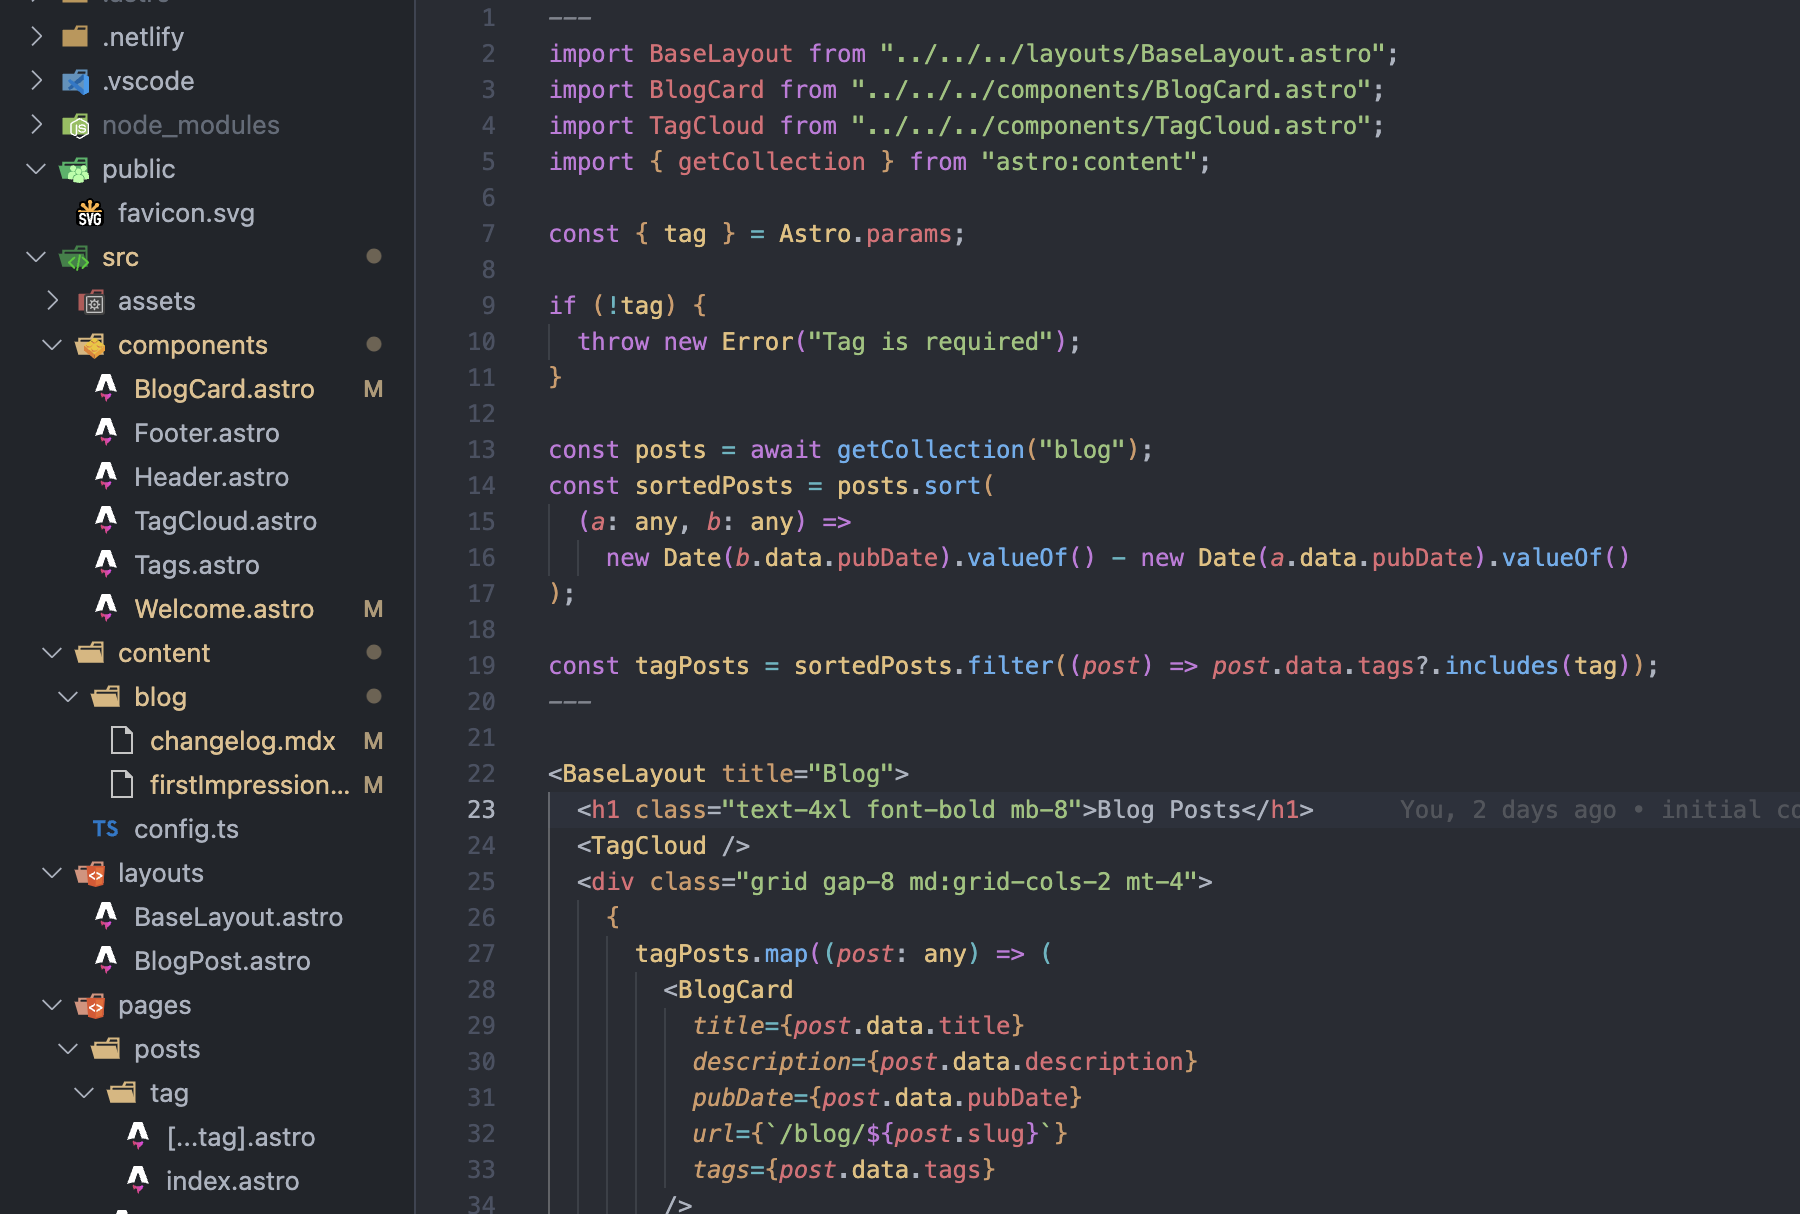 .netlify
.vscode
node_modules
public
favicon.svg
src
assets
components
BlogCard.astro M
Footer.astro
Header.astro
TagCloud.astro
Tags.astro
Welcome.astro M
content
blog
changelog.mdx M
firstImpression... M
TS config.ts
layouts
BaseLayout.astro
BlogPost.astro
pages
posts
tag
[...tag].astro
index.astro
1 ---
2 import BaseLayout from "../../../layouts/BaseLayout.astro";
3 import BlogCard from "../../../components/BlogCard.astro";
4 import TagCloud from "../../../components/TagCloud.astro";
5 import { getCollection } from "astro:content";
6
7 const { tag } = Astro.params;
8
9 if (!tag) {
10   throw new Error("Tag is required");
11 }
12
13 const posts = await getCollection("blog");
14 const sortedPosts = posts.sort(
15   (a: any, b: any) =>
16     new Date(b.data.pubDate).valueOf() - new Date(a.data.pubDate).valueOf()
17 );
18
19 const tagPosts = sortedPosts.filter((post) => post.data.tags?.includes(tag));
20 ---
21
22 <BaseLayout title="Blog">
23   <h1 class="text-4xl font-bold mb-8">Blog Posts</h1> You, 2 days ago • initial co
24   <TagCloud />
25   <div class="grid gap-8 md:grid-cols-2 mt-4">
26     {
27       tagPosts.map((post: any) => (
28         <BlogCard
29           title={post.data.title}
30           description={post.data.description}
31           pubDate={post.data.pubDate}
32           url={`/blog/${post.slug}`}
33           tags={post.data.tags}
34         />